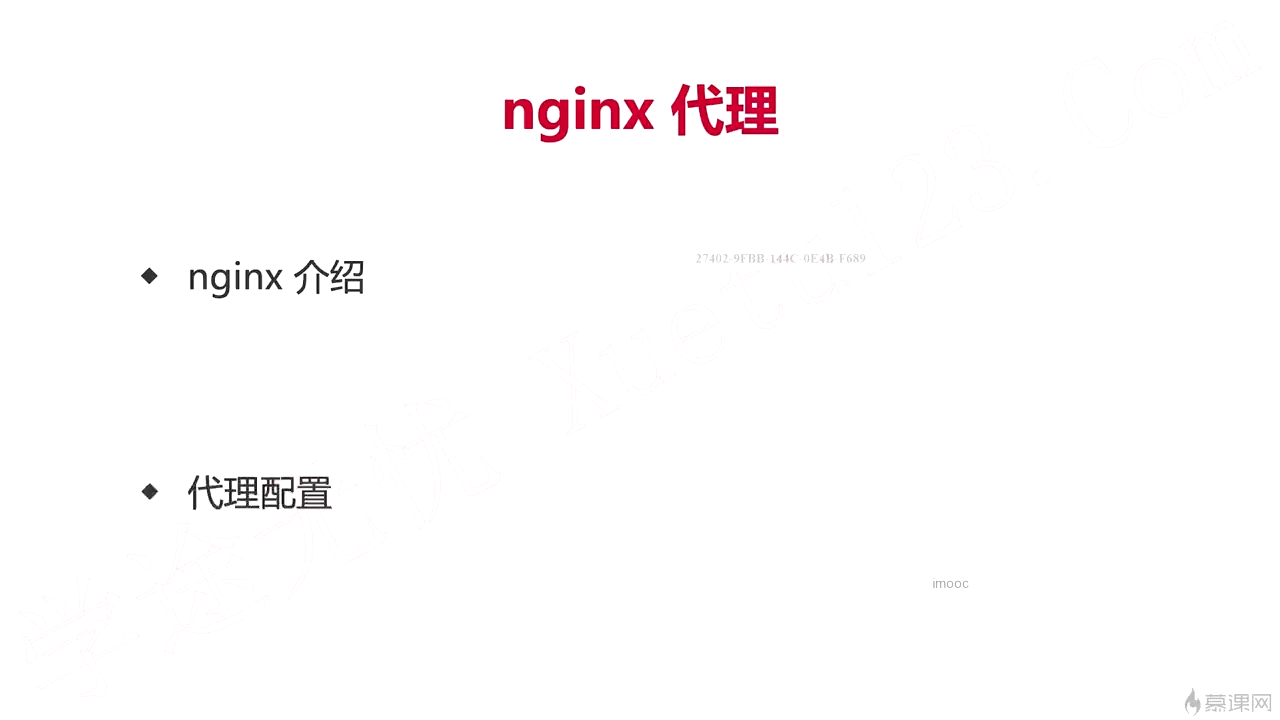 nginx 代理
27402-9FBB-144C-0E4B-F689
◆ nginx 介绍
◆ 代理配置
imooc
慕课网